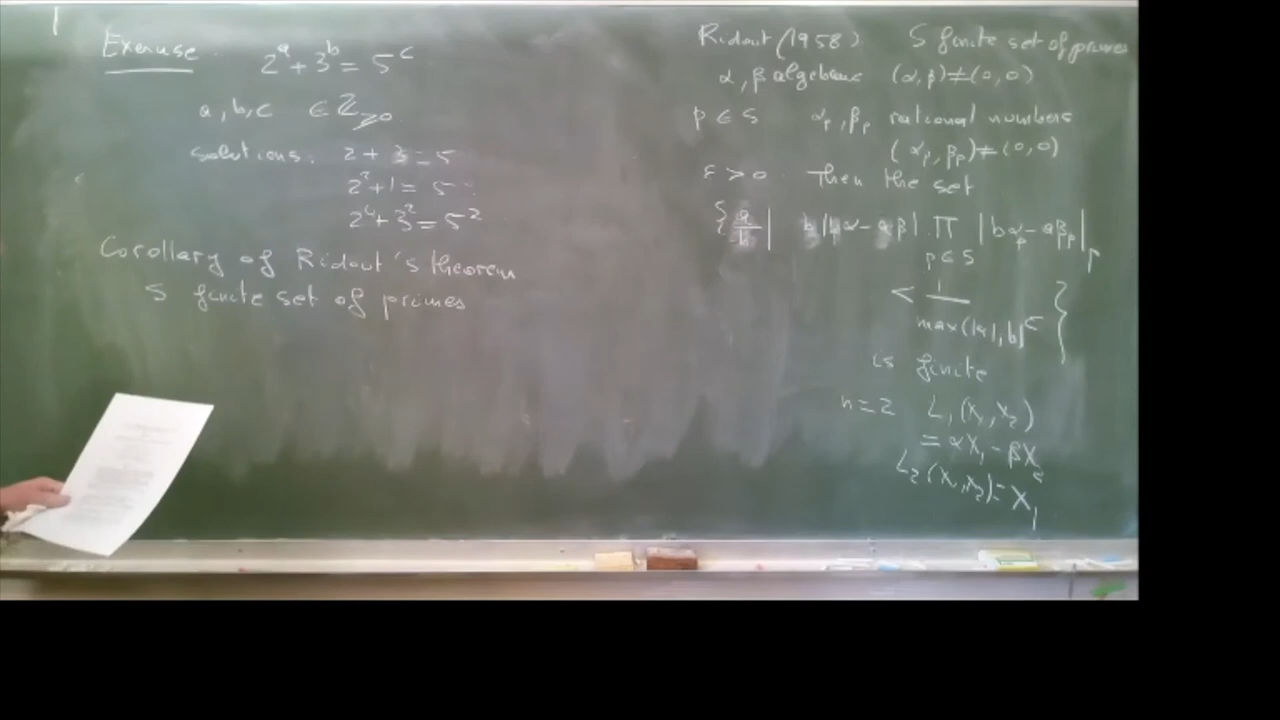 Exercise 2^a + 3^b = 5^c
a, b, c ∈ Z_{≥0}
solutions. 2 + 3 = 5
2^2 + 1 = 5
2^4 + 3^2 = 5^2
Corollary of Ridout's theorem
S finite set of primes
Ridout (1958) S finite set of primes
α, β algebraic (α, β) ≠ (0, 0)
p ∈ S α_p, β_p rational numbers
(α_p, β_p) ≠ (0, 0)
ε > 0. Then the set
{ a/b | b |bα - aβ| . ∏_{p ∈ S} |bα_p - aβ_p|_p
< 1 / max(|a|, b)^ε }
is finite
n = 2 L_1(X_1, X_2)
= αX_1 - βX_2
L_2(X_1, X_2) = X_1